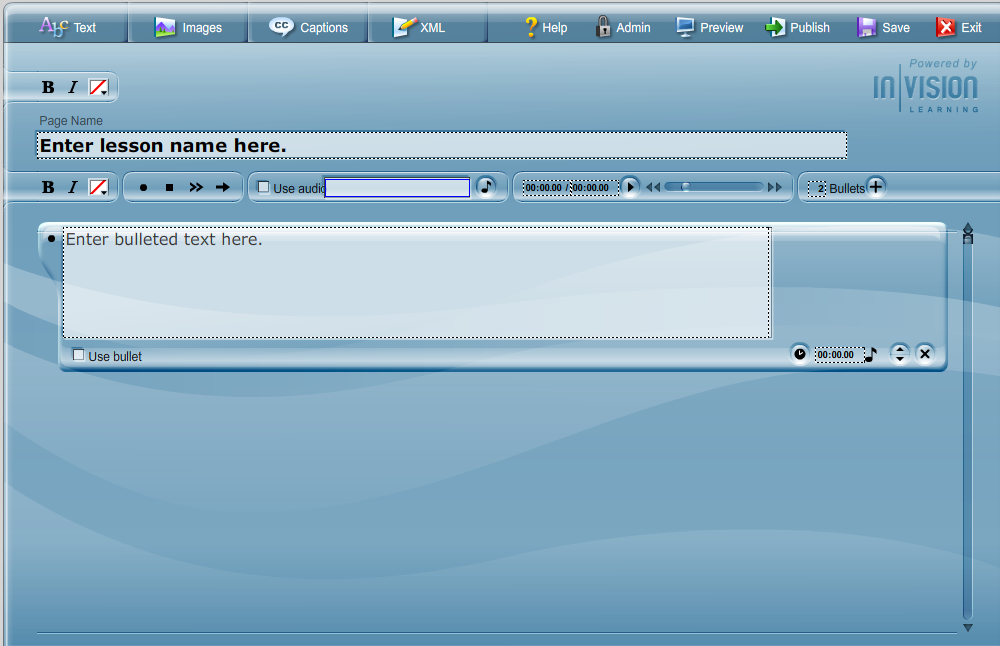 Abc Text Images CC Captions XML ? Help Admin Preview Publish Save Exit
Powered by
INVISION
LEARNING
B I
Page Name
Enter lesson name here.
B I Use audio 00:00.00 / 00:00.00 2 Bullets
Enter bulleted text here.
Use bullet 00:00.00